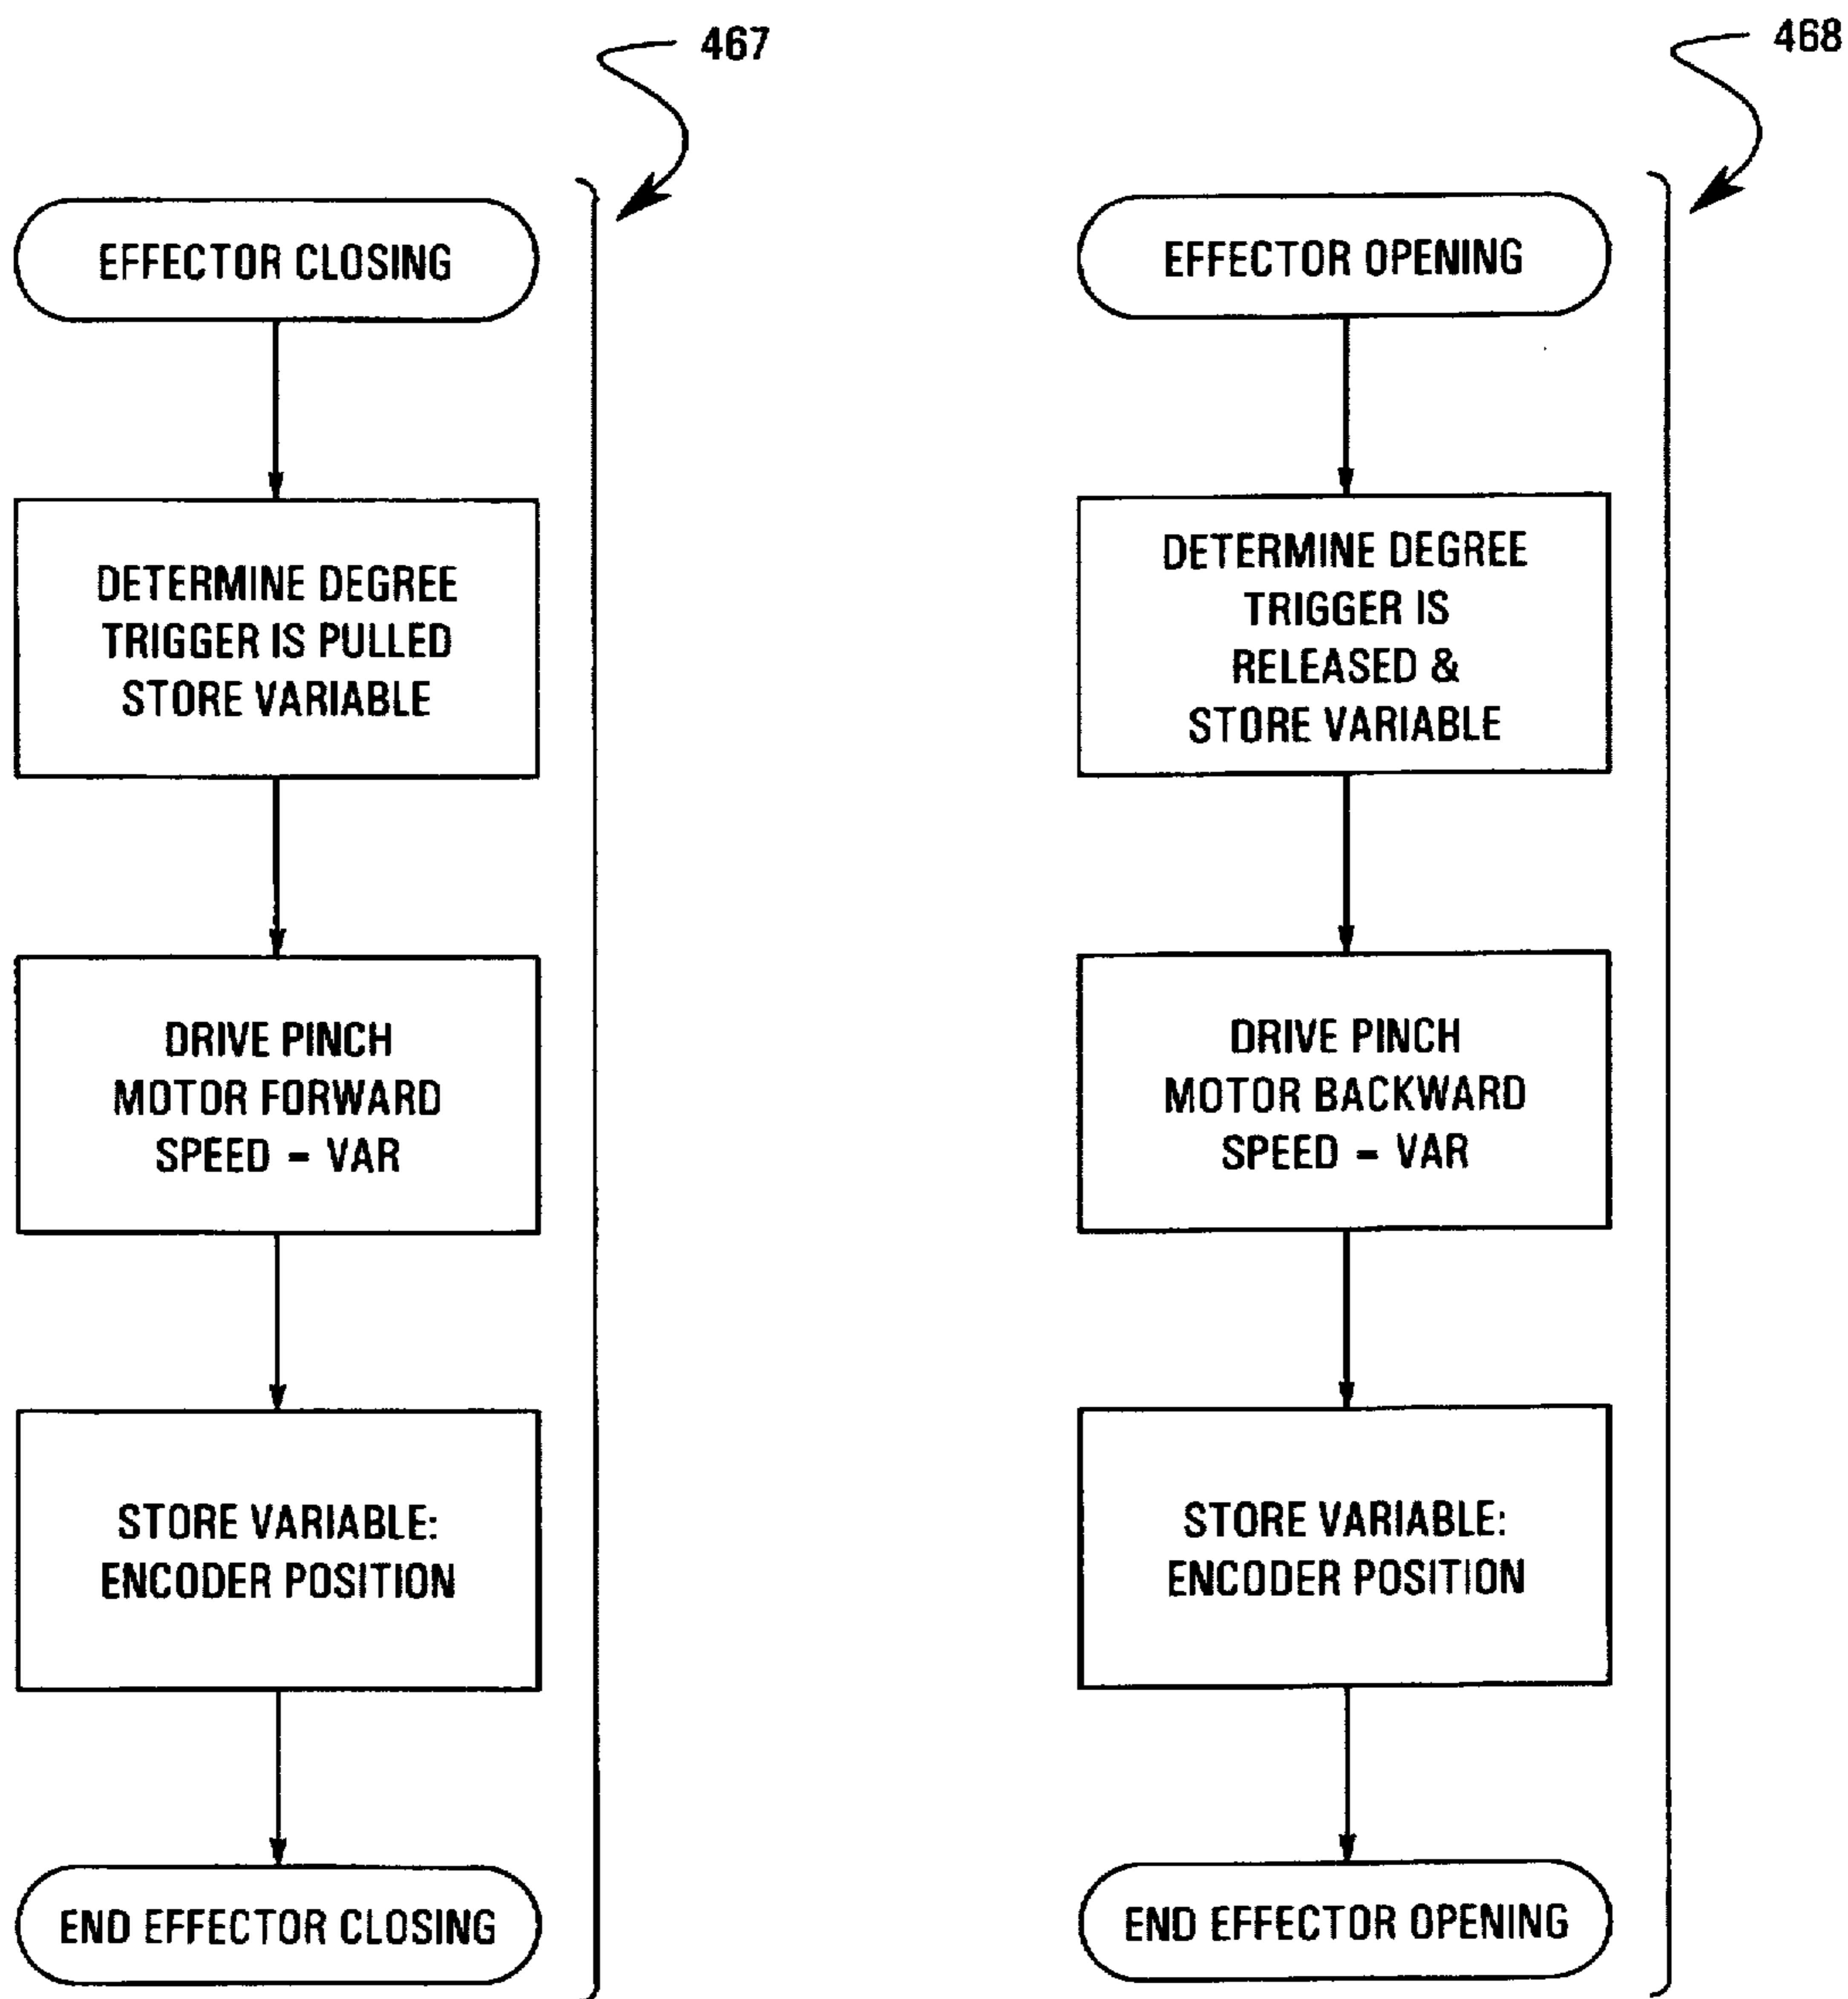 467
EFFECTOR CLOSING
DETERMINE DEGREE
TRIGGER IS PULLED
STORE VARIABLE
DRIVE PINCH
MOTOR FORWARD
SPEED = VAR
STORE VARIABLE:
ENCODER POSITION
END EFFECTOR CLOSING
468
EFFECTOR OPENING
DETERMINE DEGREE
TRIGGER IS
RELEASED &
STORE VARIABLE
DRIVE PINCH
MOTOR BACKWARD
SPEED = VAR
STORE VARIABLE:
ENCODER POSITION
END EFFECTOR OPENING